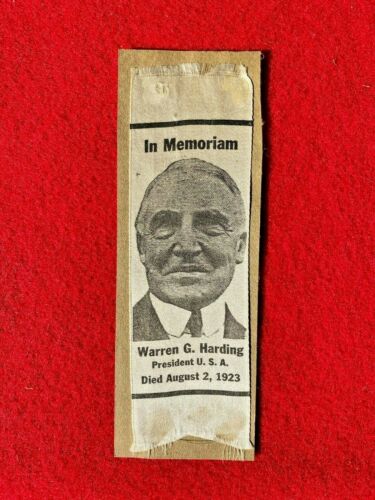 In Memoriam
Warren G. Harding
President U. S. A.
Died August 2, 1923